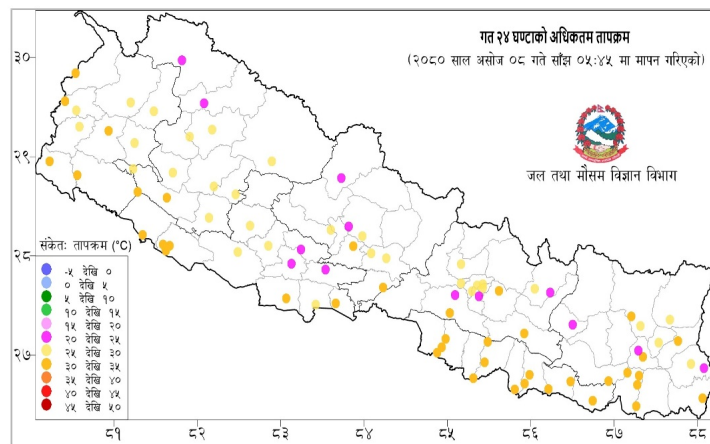 गत २४ घण्टाको अधिकतम तापक्रम
(२०८० साल असोज ०८ गते साँझ ०५:४५ मा मापन गरिएको)
जल तथा मौसम विज्ञान विभाग
३०
२९
२८
२७
संकेतः तापक्रम (°C)
-५ देखि ०
० देखि ५
५ देखि १०
१० देखि १५
१५ देखि २०
२० देखि २५
२५ देखि ३०
३० देखि ३५
३५ देखि ४०
४० देखि ४५
४५ देखि ५०
८१ ८२ ८३ ८४ ८५ ८६ ८७ ८८